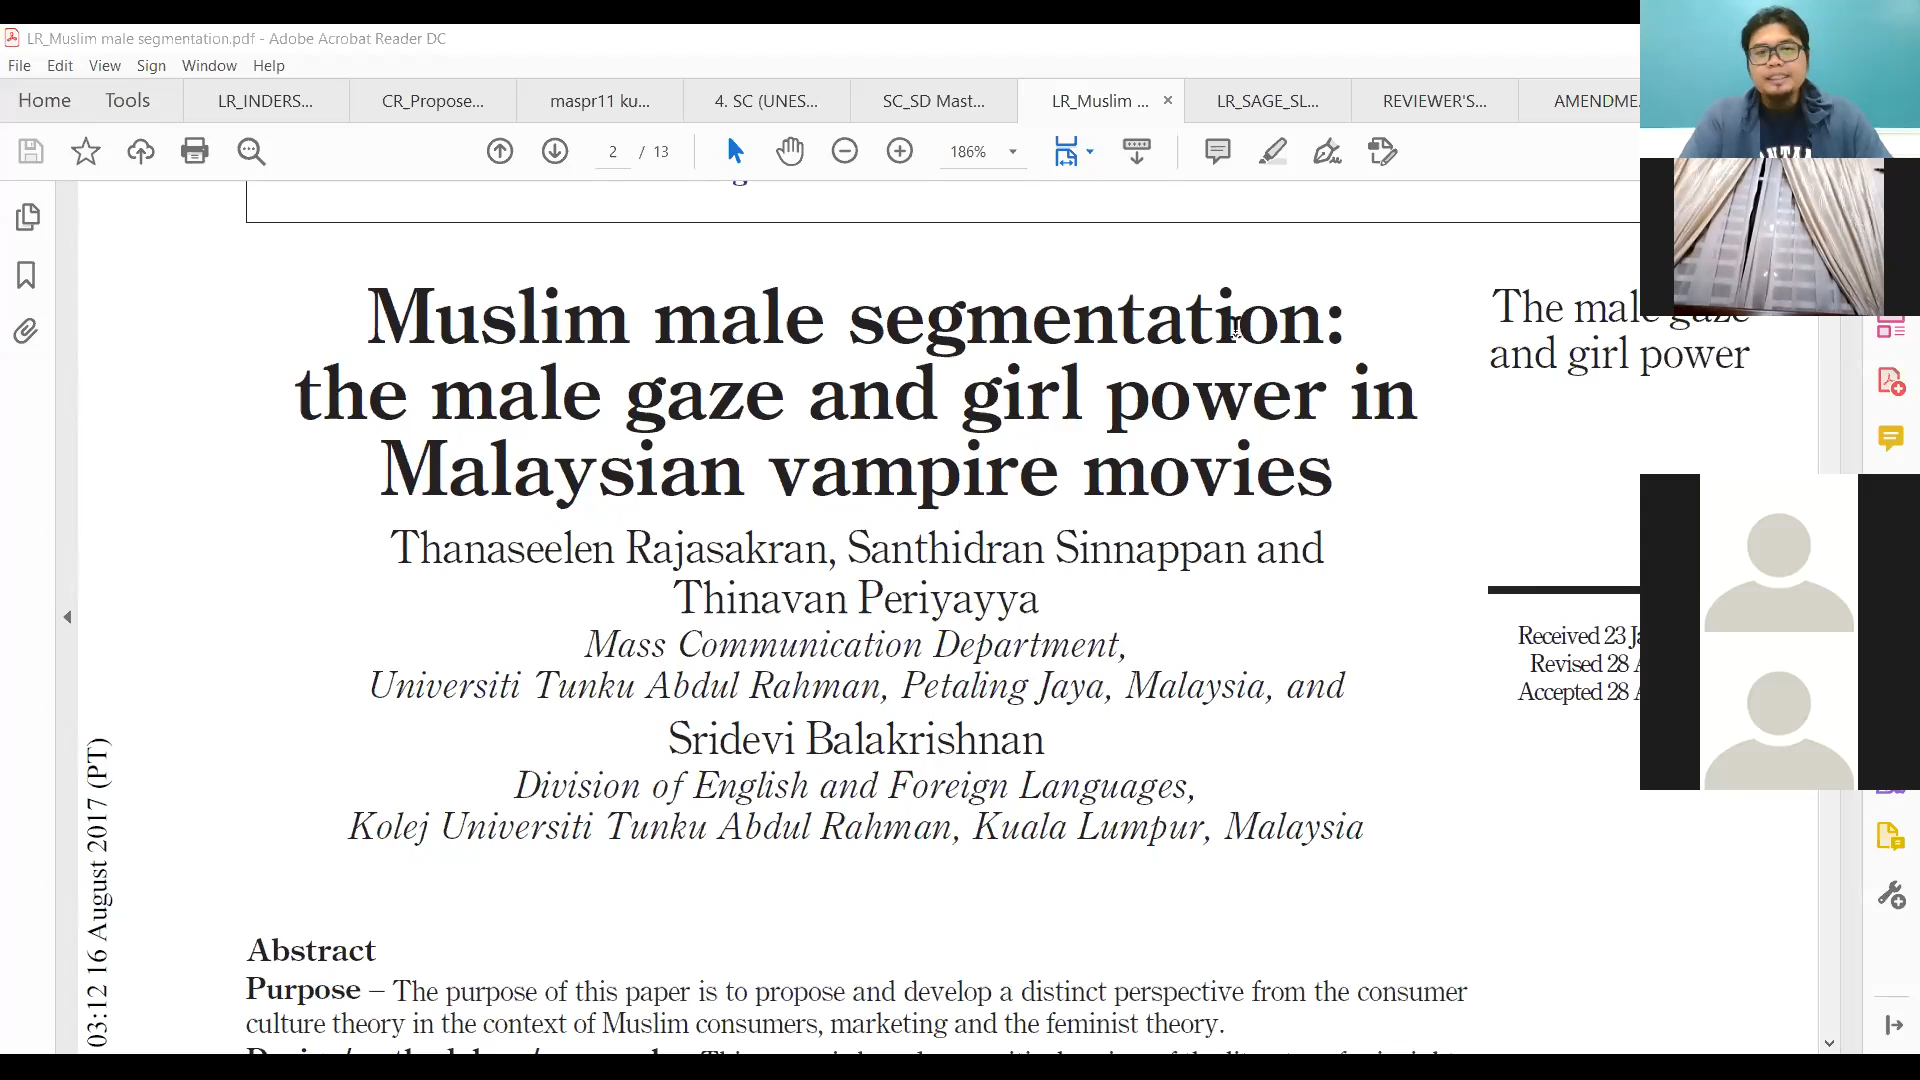 LR_Muslim male segmentation.pdf - Adobe Acrobat Reader DC
File Edit View Sign Window Help
Home Tools LR_INDERS... CR_Propose... maspr11 ku... 4. SC (UNES... SC_SD Mast... LR_Muslim ... × LR_SAGE_SL... REVIEWER'S... AMENDME
2 / 13 186%
Muslim male segmentation:
the male gaze and girl power in
Malaysian vampire movies
Thanaseelen Rajasakran, Santhidran Sinnappan and
Thinavan Periyayya
Mass Communication Department,
Universiti Tunku Abdul Rahman, Petaling Jaya, Malaysia, and
Sridevi Balakrishnan
Division of English and Foreign Languages,
Kolej Universiti Tunku Abdul Rahman, Kuala Lumpur, Malaysia
The male gaze
and girl power
Received 23
Revised 28
Accepted 28
03:12 16 August 2017 (PT)
Abstract
Purpose – The purpose of this paper is to propose and develop a distinct perspective from the consumer
culture theory in the context of Muslim consumers, marketing and the feminist theory.